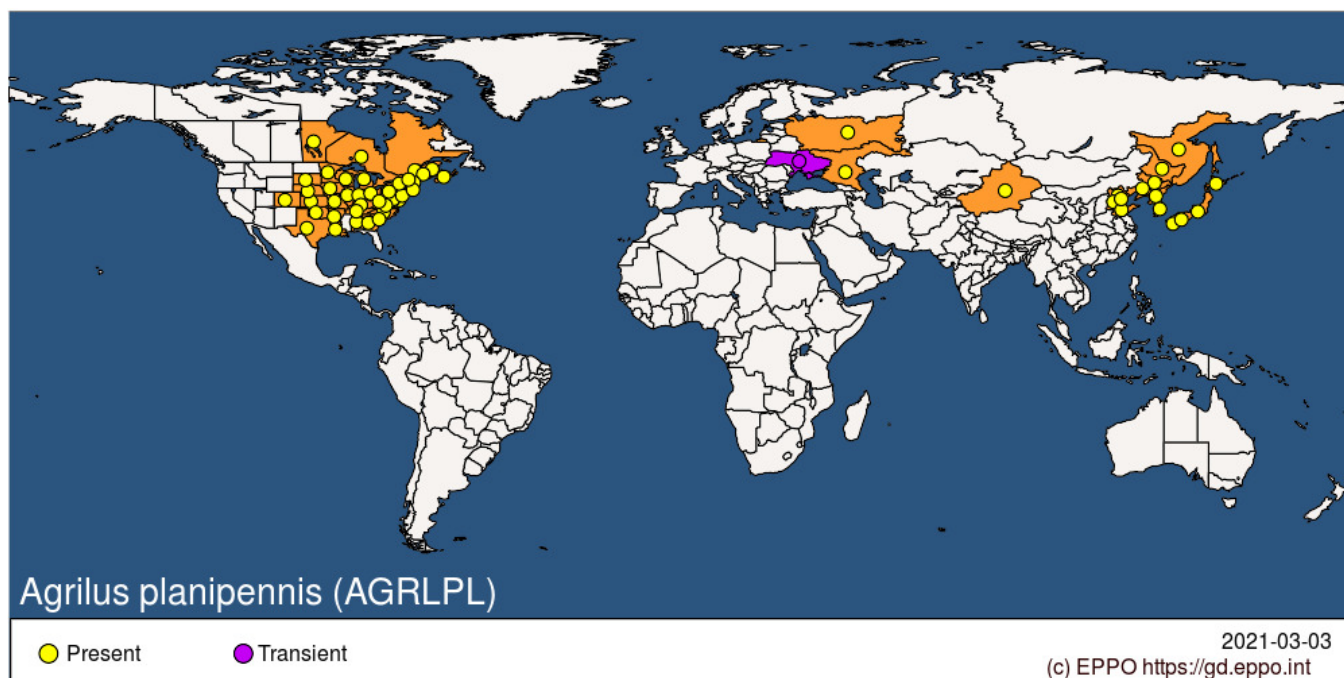 Agrilus planipennis (AGRLPL)
Present
Transient
2021-03-03
(c) EPPO https://gd.eppo.int